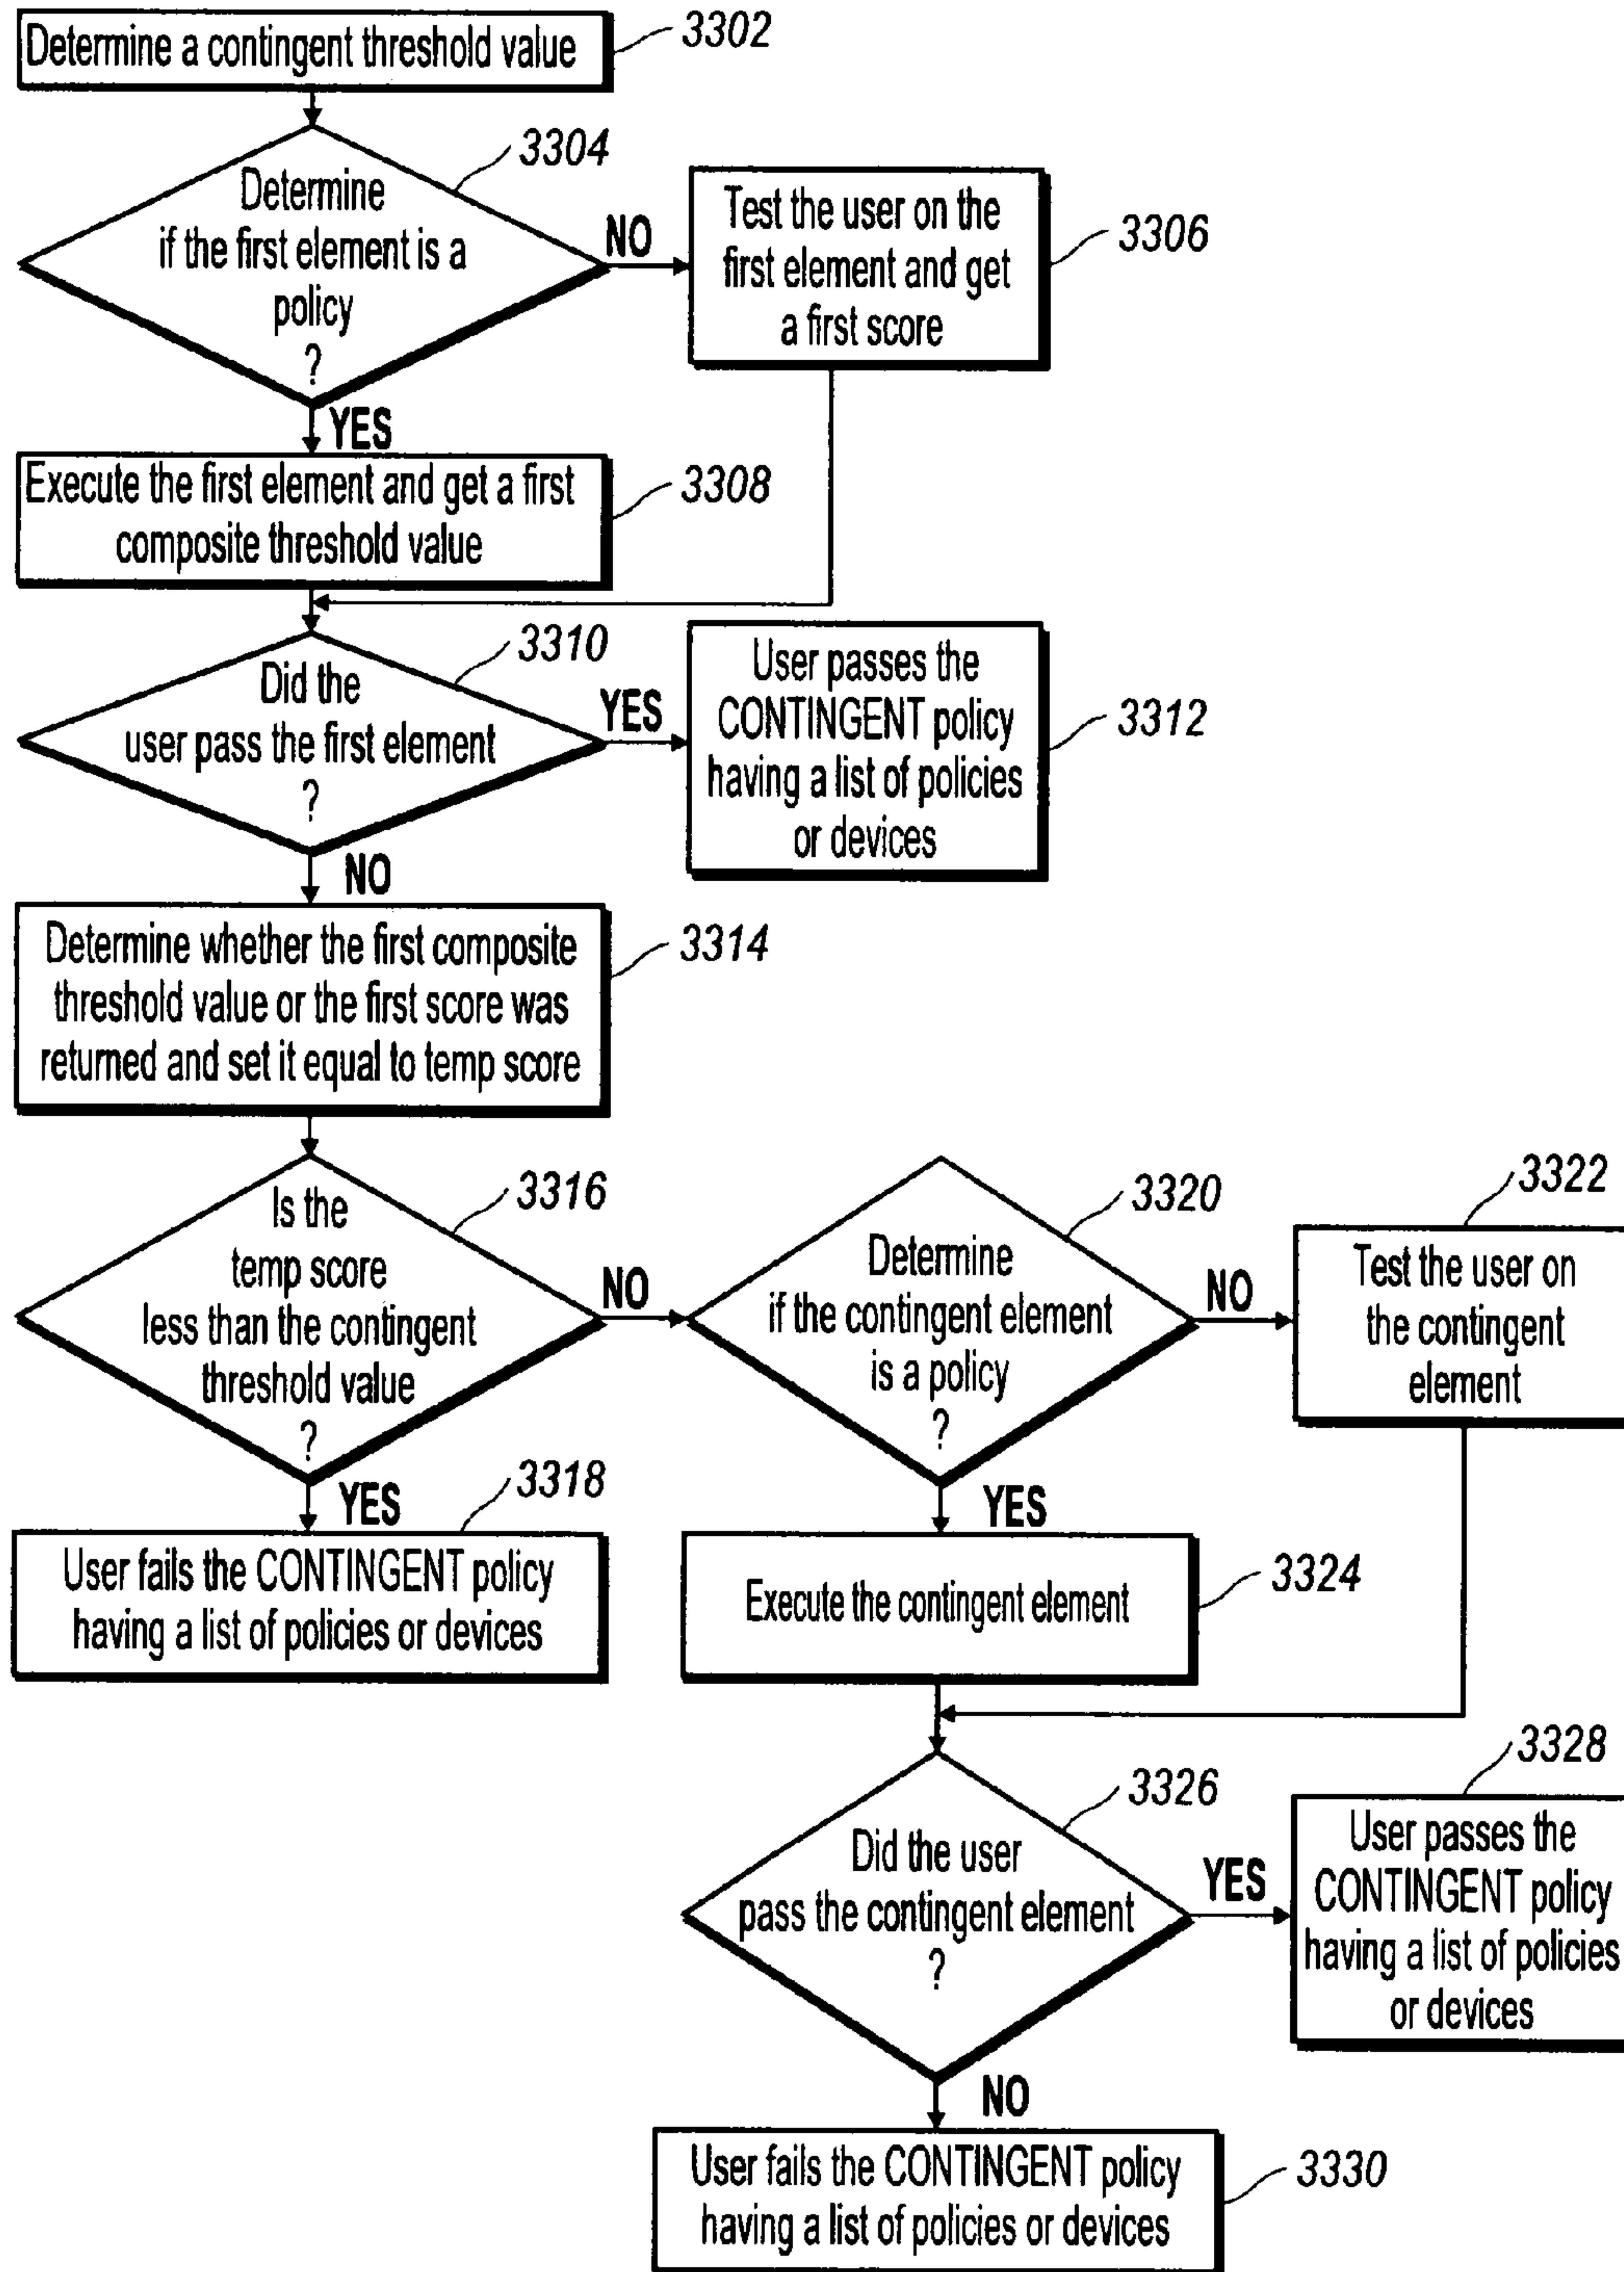 Determine a contingent threshold value
3302
3304
Determine
if the first element is a
policy
?
NO
Test the user on the
first element and get
a first score
3306
YES
Execute the first element and get a first
composite threshold value
3308
3310
Did the
user pass the first element
?
YES
User passes the
CONTINGENT policy
having a list of policies
or devices
3312
NO
Determine whether the first composite
threshold value or the first score was
returned and set it equal to temp score
3314
3316
Is the
temp score
less than the contingent
threshold value
?
NO
3320
Determine
if the contingent element
is a policy
?
NO
3322
Test the user on
the contingent
element
YES
3318
User fails the CONTINGENT policy
having a list of policies or devices
YES
Execute the contingent element
3324
3326
Did the user
pass the contingent element
?
YES
3328
User passes the
CONTINGENT policy
having a list of policies
or devices
NO
User fails the CONTINGENT policy
having a list of policies or devices
3330